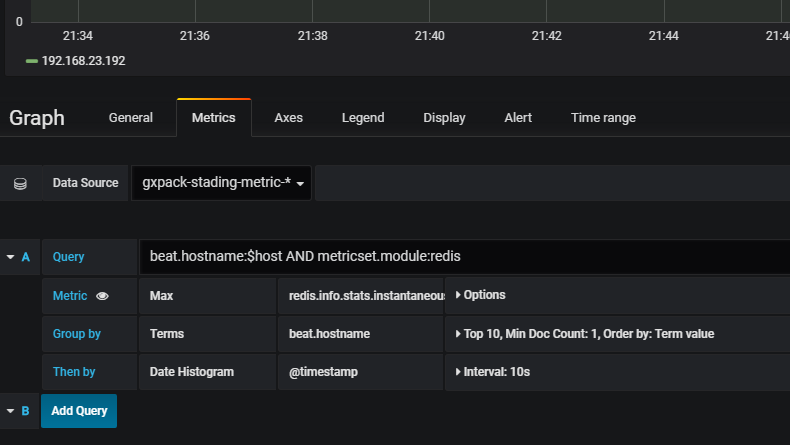 0
21:34 21:36 21:38 21:40 21:42 21:44
192.168.23.192
Graph General Metrics Axes Legend Display Alert Time range
Data Source gxpack-stading-metric-*
A Query beat.hostname:$host AND metricset.module:redis
Metric Max redis.info.stats.instantaneou Options
Group by Terms beat.hostname Top 10, Min Doc Count: 1, Order by: Term value
Then by Date Histogram @timestamp Interval: 10s
B Add Query